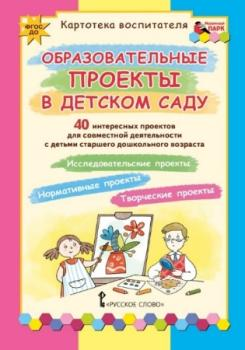 ФГОС
ДО
Картотека воспитателя
ПАРК
ОБРАЗОВАТЕЛЬНЫЕ
ПРОЕКТЫ
В ДЕТСКОМ САДУ
40 интересных проектов
для совместной деятельности
с детьми старшего дошкольного возраста
Исследовательские проекты
Нормативные проекты
Творческие проекты
«РУССКОЕ СЛОВО»